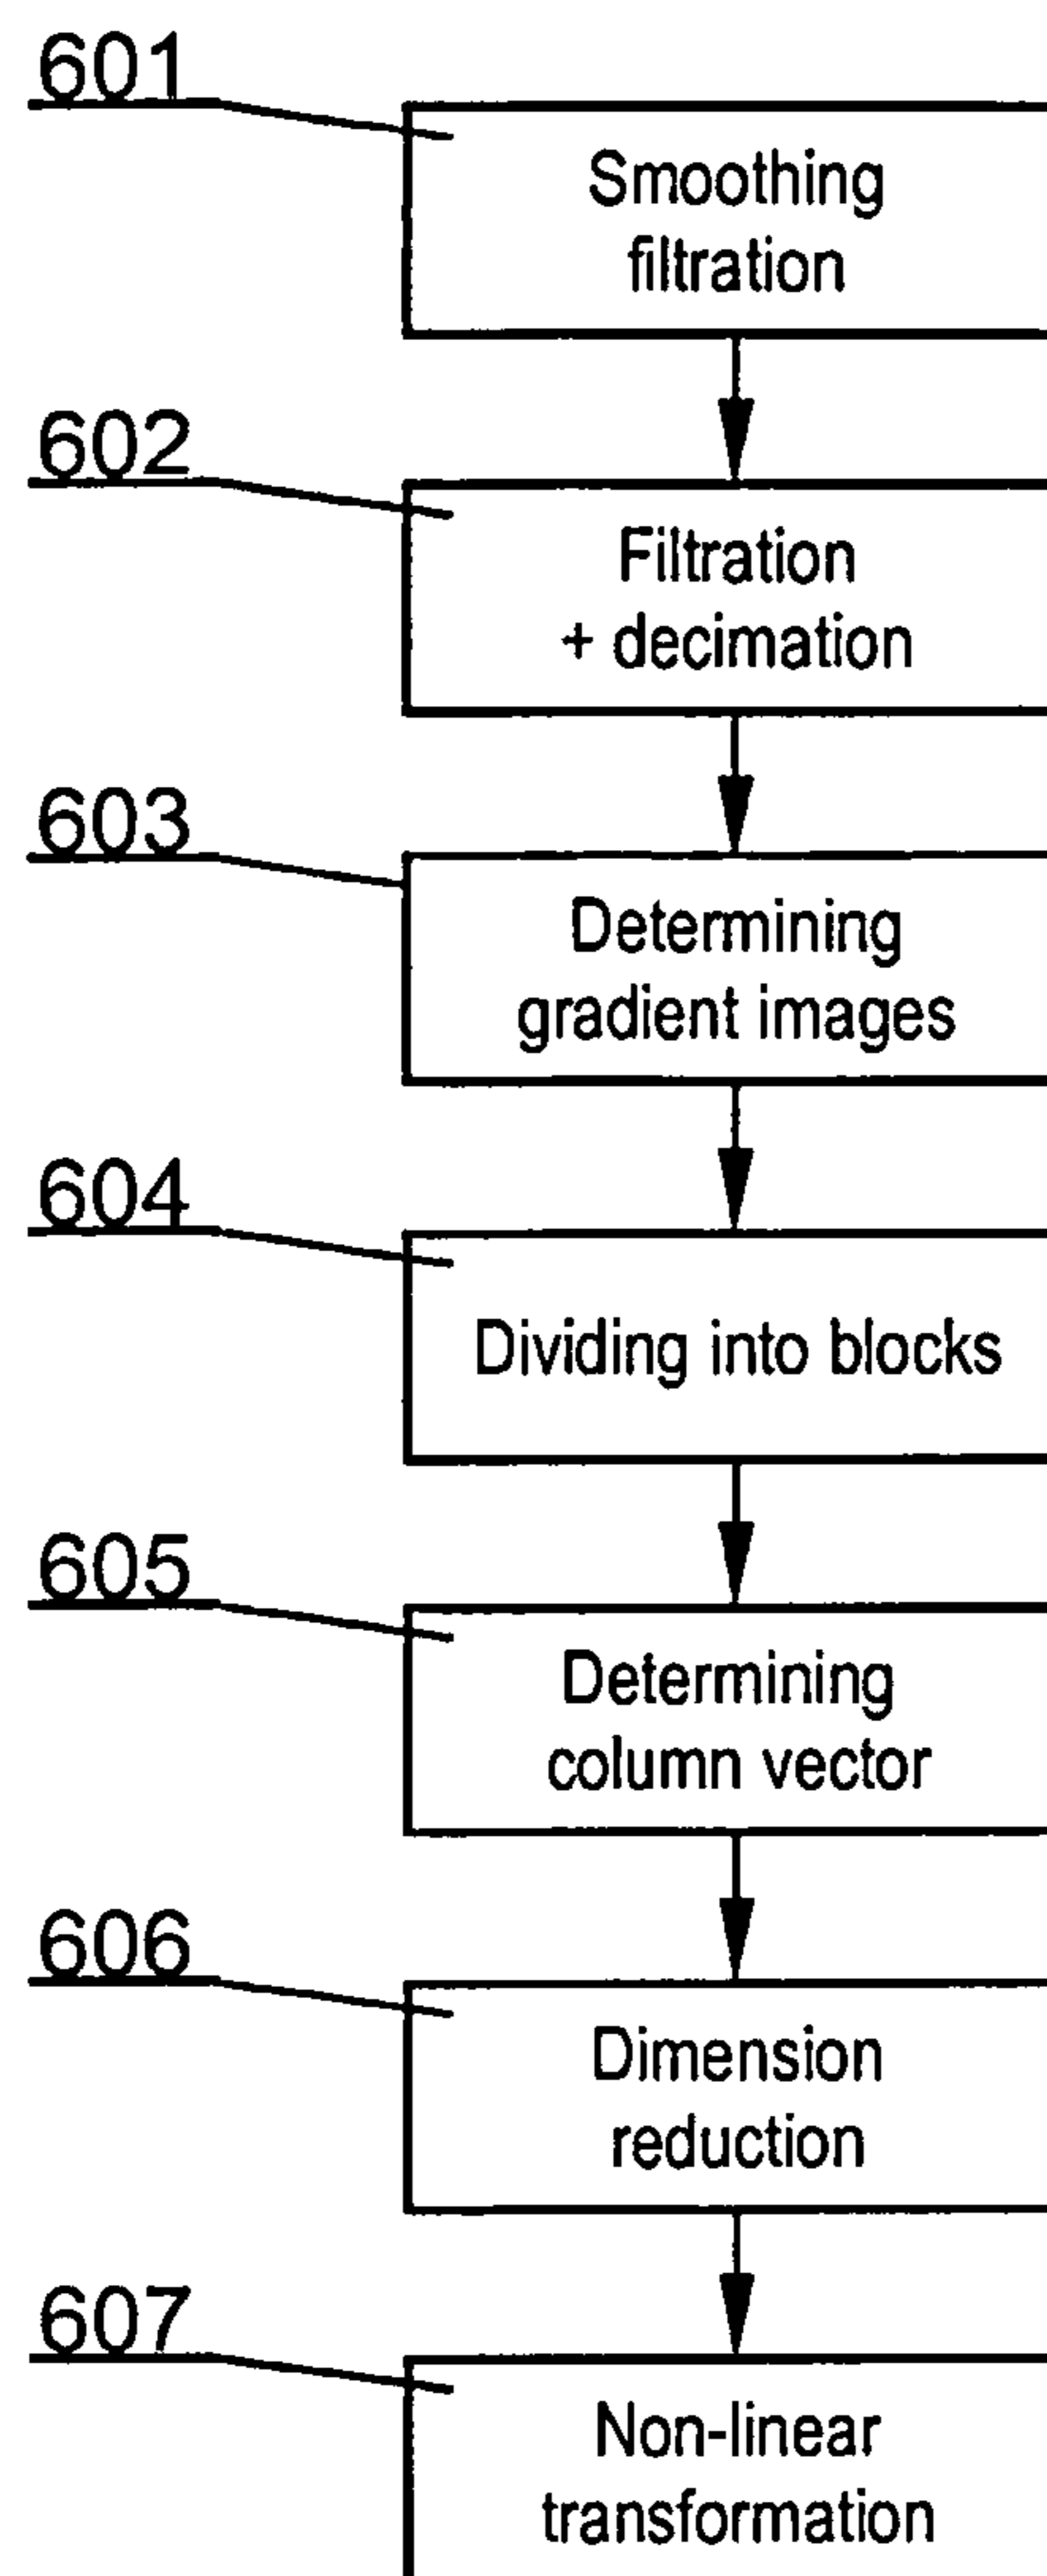 601
Smoothing
filtration
602
Filtration
+ decimation
603
Determining
gradient images
604
Dividing into blocks
605
Determining
column vector
606
Dimension
reduction
607
Non-linear
transformation